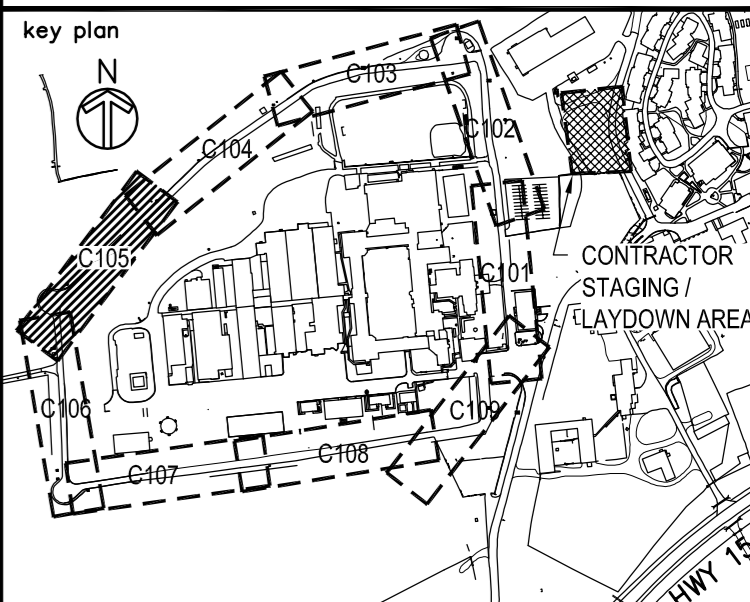 key plan
N
C103
C102
C104
C105
CONTRACTOR
STAGING /
LAYDOWN AREA
C101
C106
C109
C108
C107
HWY 15